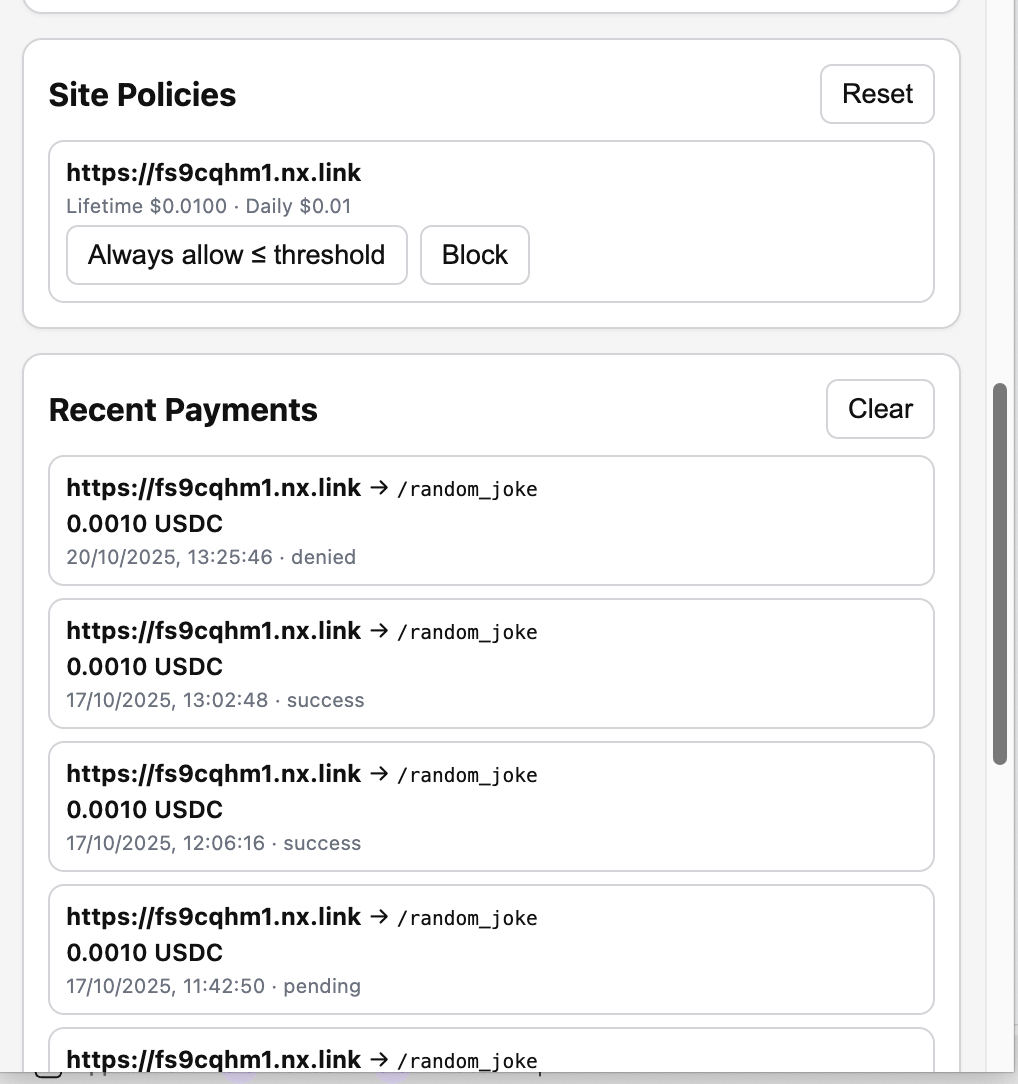 Site Policies
Reset
https://fs9cqhm1.nx.link
Lifetime $0.0100 · Daily $0.01
Always allow ≤ threshold
Block
Recent Payments
Clear
https://fs9cqhm1.nx.link → /random_joke
0.0010 USDC
20/10/2025, 13:25:46 · denied
https://fs9cqhm1.nx.link → /random_joke
0.0010 USDC
17/10/2025, 13:02:48 · success
https://fs9cqhm1.nx.link → /random_joke
0.0010 USDC
17/10/2025, 12:06:16 · success
https://fs9cqhm1.nx.link → /random_joke
0.0010 USDC
17/10/2025, 11:42:50 · pending
https://fs9cqhm1.nx.link → /random_joke